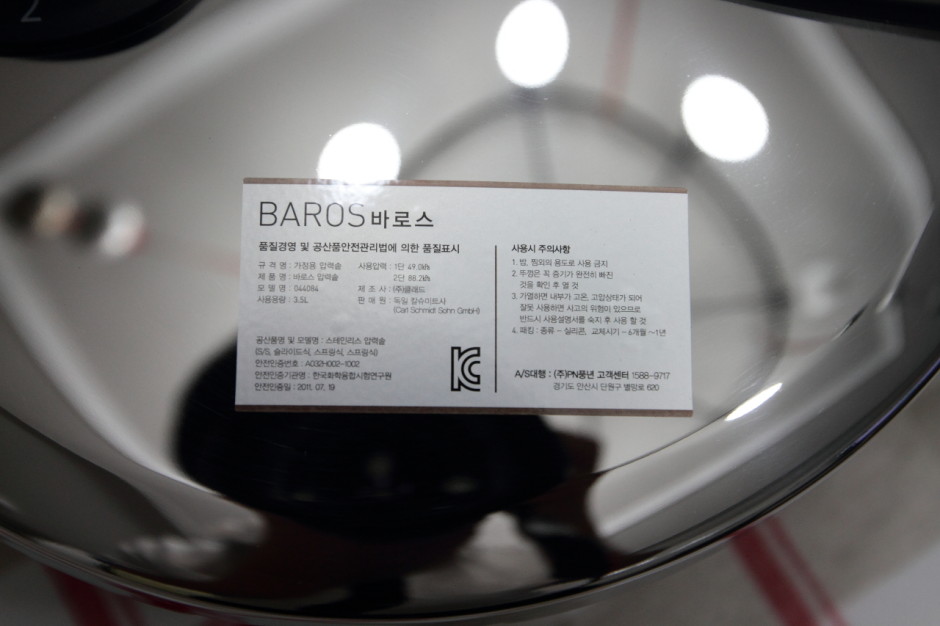 2
BAROS 바로스
품질경영 및 공산품안전관리법에 의한 품질표시
규 격 명 : 가정용 압력솥 사용압력 : 1단 49.0kPa
제 품 명 : 바로스 압력솥 2단 88.2kPa
모 델 명 : 044084 제 조 사 : (주)클래드
사용용량 : 3.5L 판 매 원 : 독일 칼슈미트사
(Carl Schmidt Sohn GmbH)
공산품명 및 모델명 : 스테인리스 압력솥
(S/S, 슬라이드식, 스프링식, 스프링식)
안전인증번호 : A032H002-1002
안전인증기관명 : 한국화학융합시험연구원
안전인증일 : 2011. 07. 19
KC
사용시 주의사항
1. 밥, 찜외의 용도로 사용 금지
2. 뚜껑은 꼭 증기가 완전히 빠진
것을 확인 후 열 것
3. 가열하면 내부가 고온, 고압상태가 되어
잘못 사용하면 사고의 위험이 있으므로
반드시 사용설명서를 숙지 후 사용 할 것
4. 패킹 : 종류 - 실리콘, 교체시기 - 6개월 ~1년
A/S대행 : (주)PN풍년 고객센터 1588-9717
경기도 안산시 단원구 별망로 620